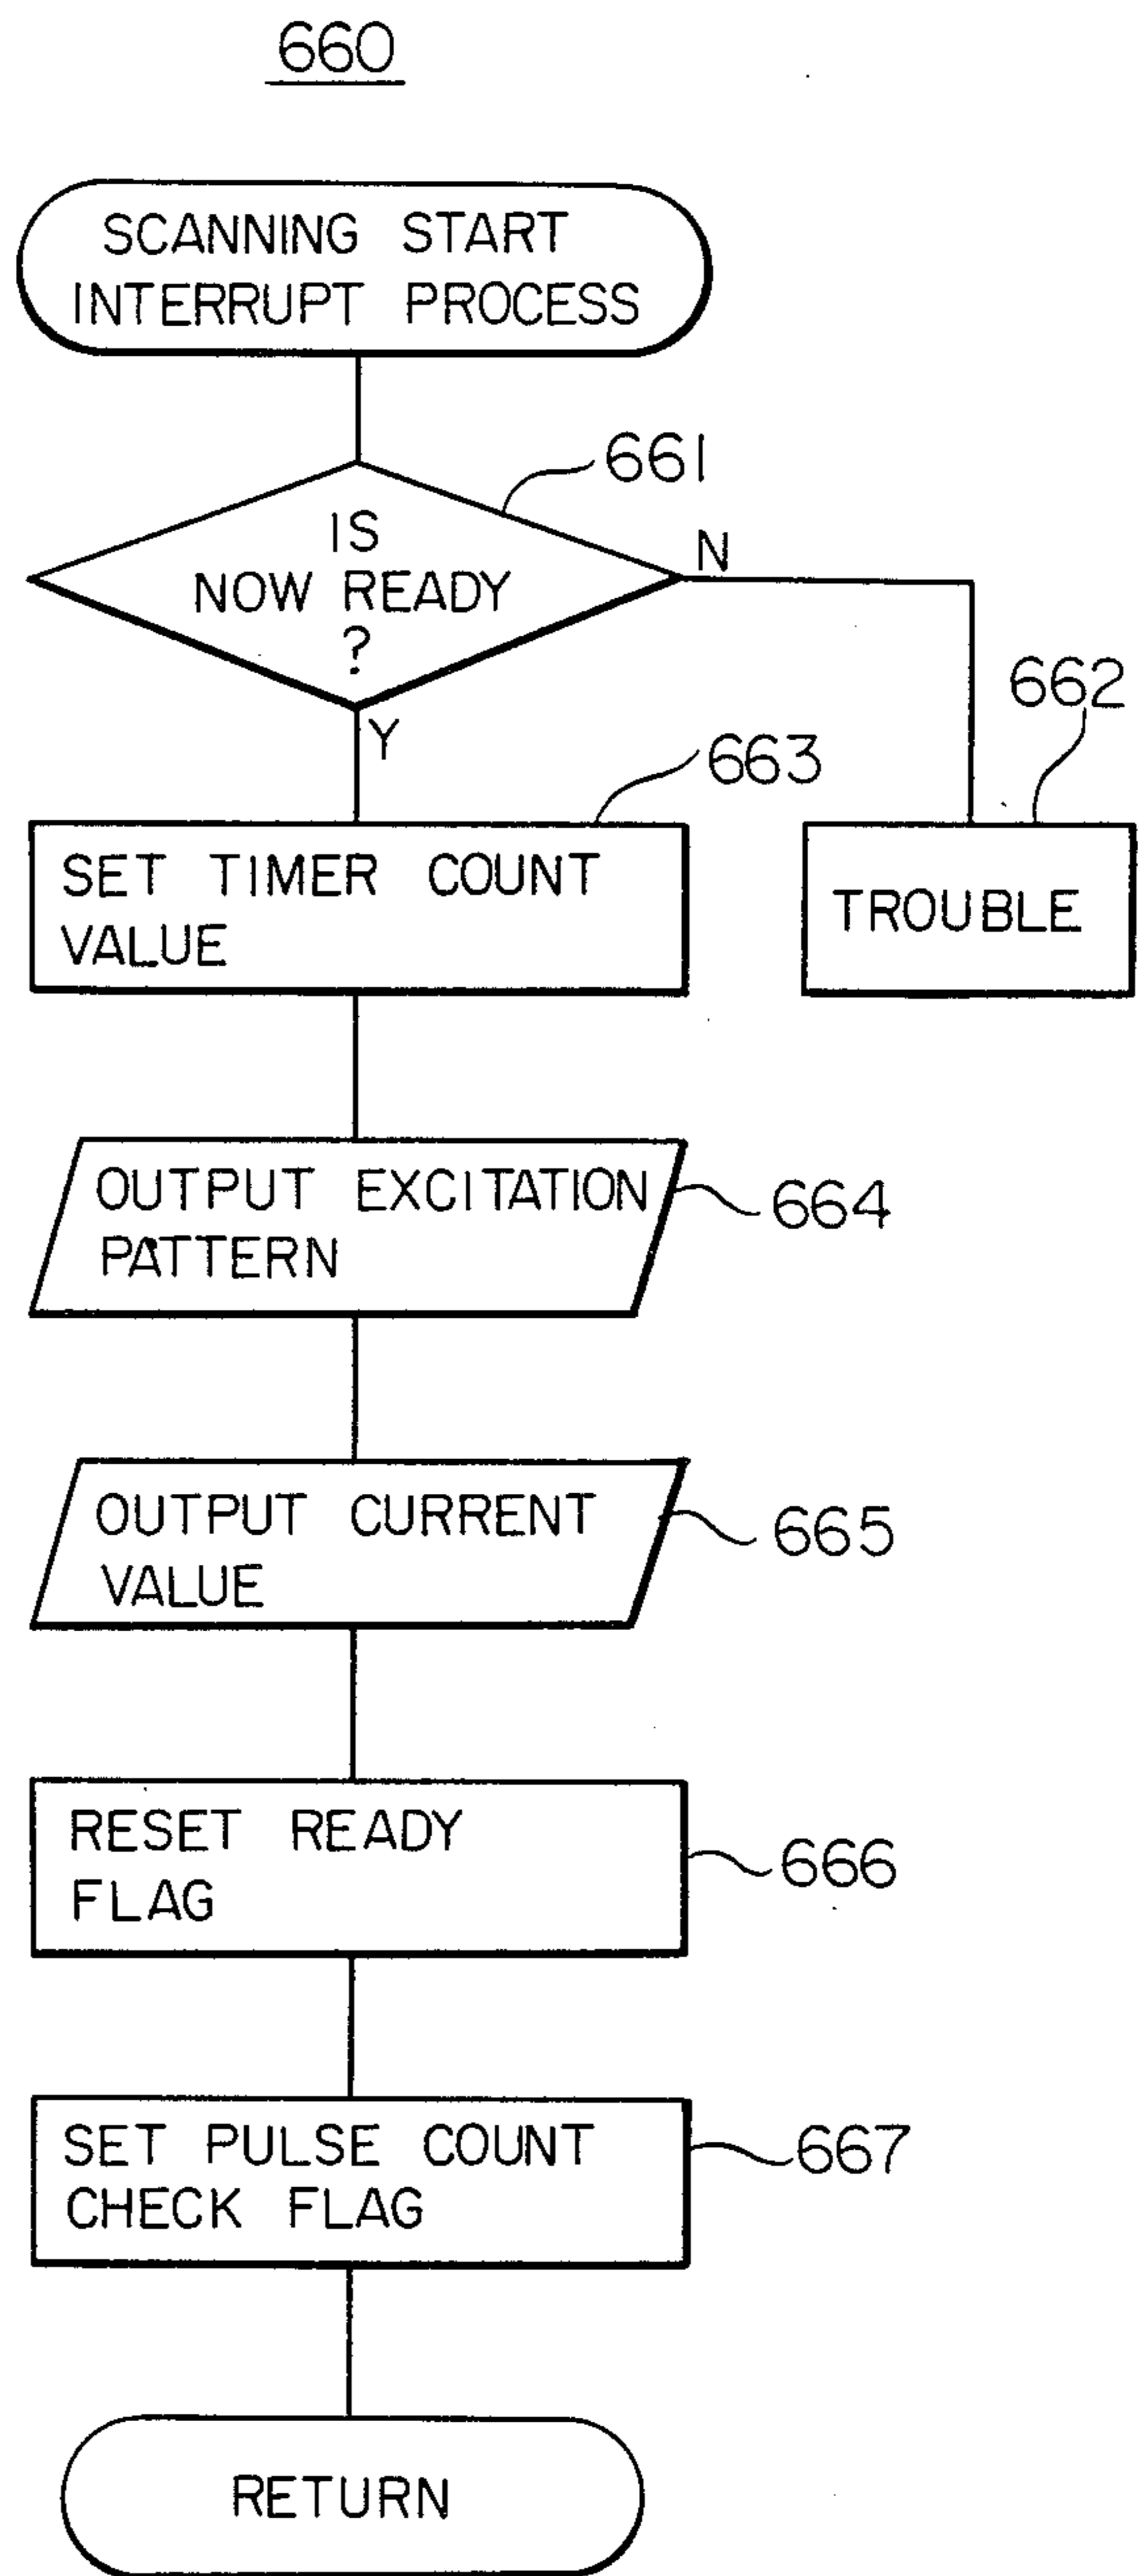 660
SCANNING START
INTERRUPT PROCESS
661
IS
NOW READY
?
N
Y
662
663
SET TIMER COUNT
VALUE
TROUBLE
OUTPUT EXCITATION
PATTERN
664
OUTPUT CURRENT
VALUE
665
RESET READY
FLAG
666
SET PULSE COUNT
CHECK FLAG
667
RETURN